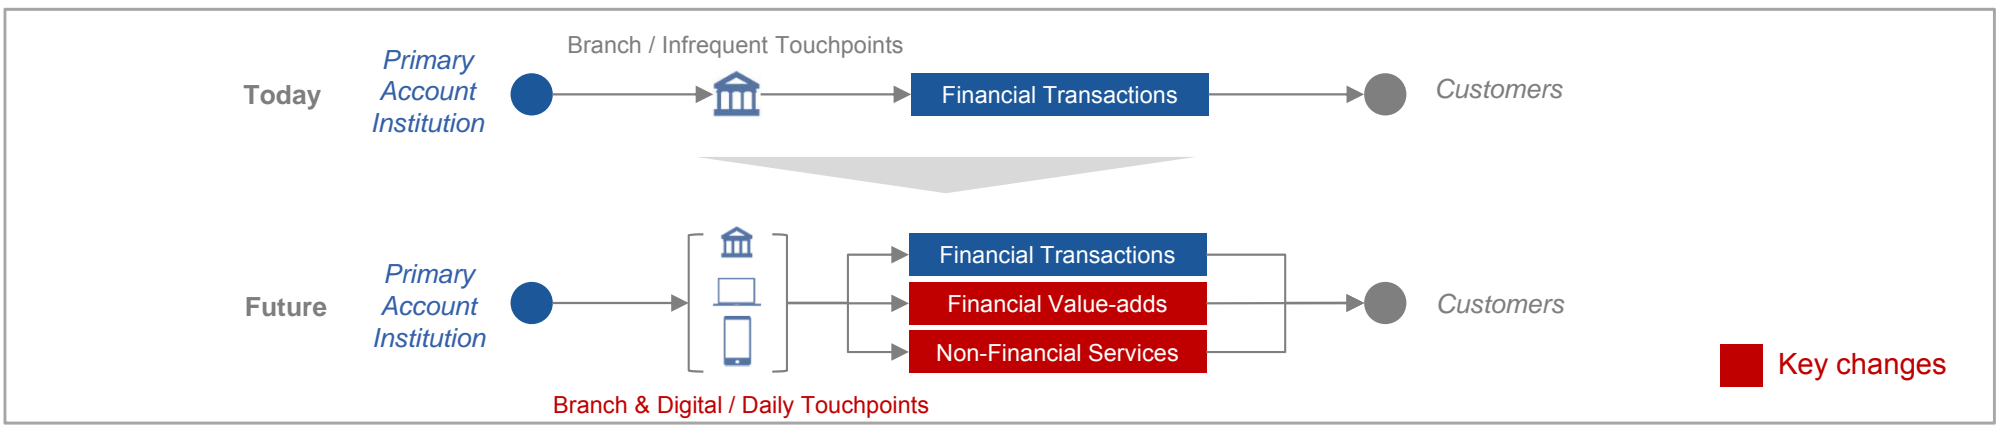 Branch / Infrequent Touchpoints
Today
Primary
Account
Institution
Financial Transactions
Customers
Future
Primary
Account
Institution
Financial Transactions
Financial Value-adds
Non-Financial Services
Customers
Branch & Digital / Daily Touchpoints
Key changes